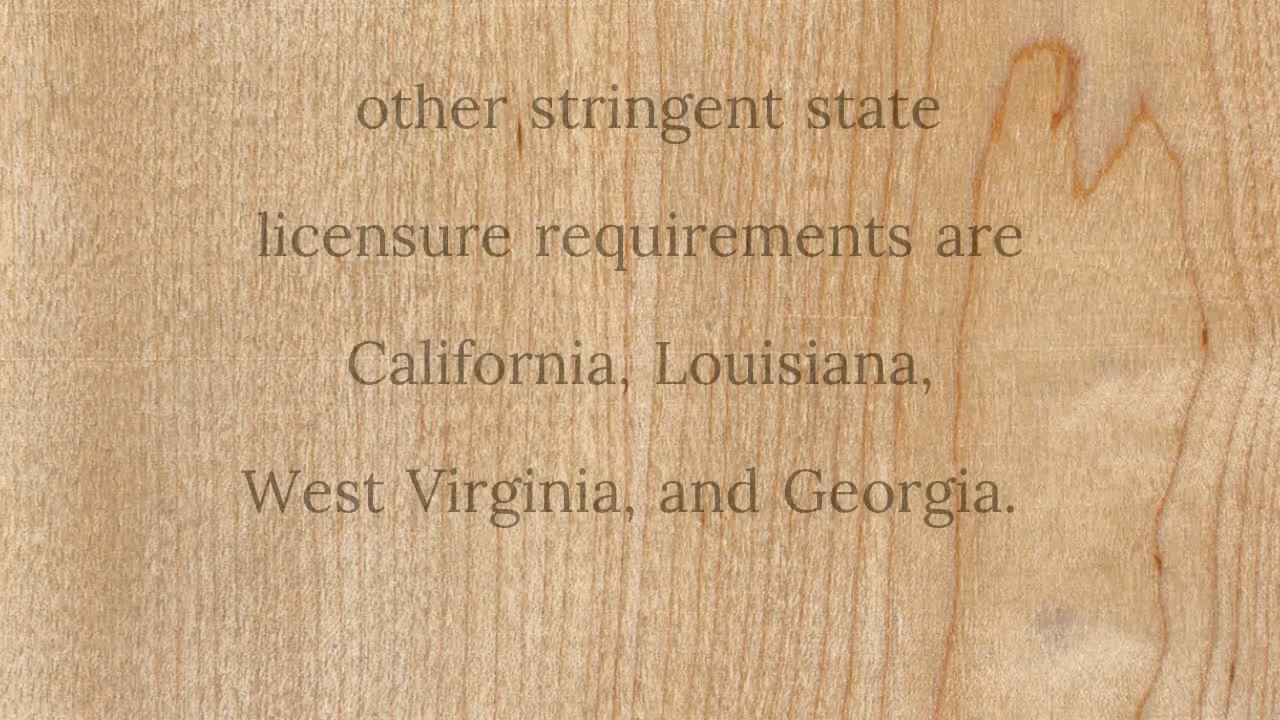 other stringent state
licensure requirements are
California, Louisiana,
West Virginia, and Georgia.